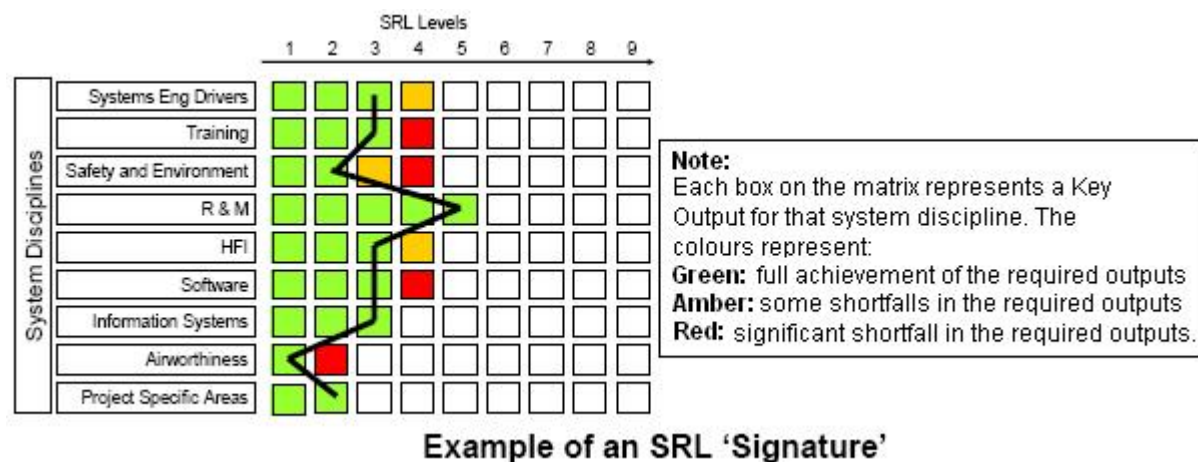 SRL Levels
1 2 3 4 5 6 7 8 9
System Disciplines
Systems Eng Drivers
Training
Safety and Environment
R & M
HFI
Software
Information Systems
Airworthiness
Project Specific Areas
Note:
Each box on the matrix represents a Key
Output for that system discipline. The
colours represent:
Green: full achievement of the required outputs
Amber: some shortfalls in the required outputs
Red: significant shortfall in the required outputs.
Example of an SRL ‘Signature’